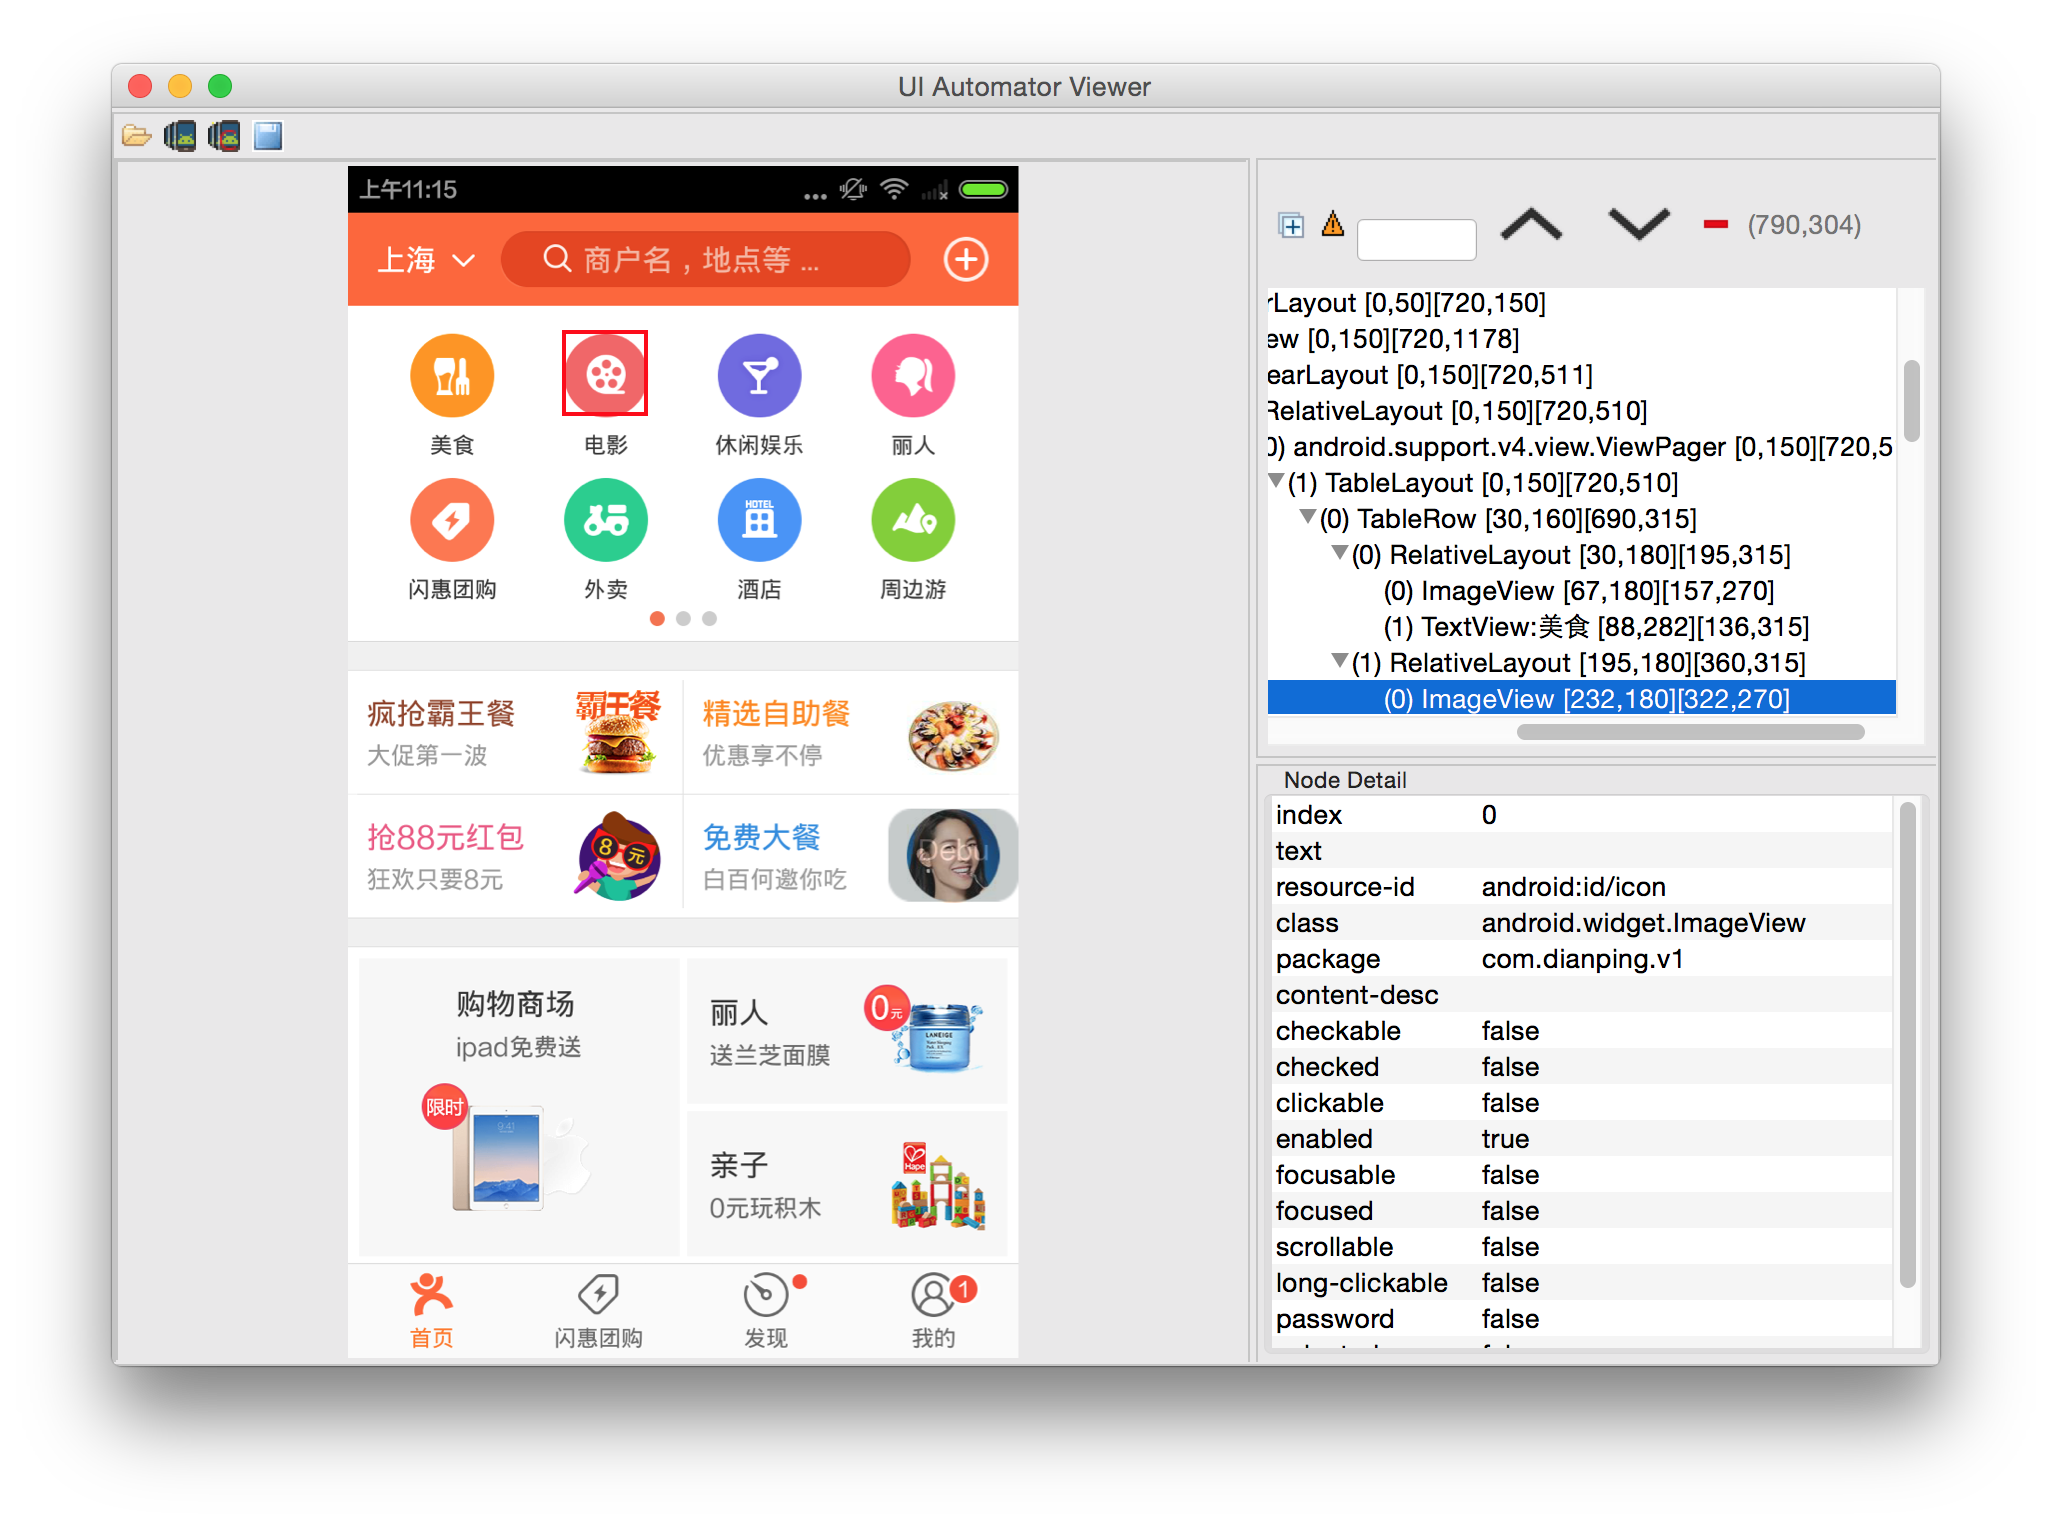 UI Automator Viewer
上午11:15
上海
商户名，地点等 ...
美食
电影
休闲娱乐
丽人
HOTEL
闪惠团购
外卖
酒店
周边游
疯抢霸王餐
大促第一波
霸王餐
精选自助餐
优惠享不停
抢88元红包
狂欢只要8元
8元
免费大餐
白百何邀你吃
Debu
购物商场
ipad免费送
限时
9:41
丽人
送兰芝面膜
0元
LANEIGE
亲子
0元玩积木
Hape
首页
闪惠团购
发现
我的
1
(790,304)
rLayout [0,50][720,150]
ew [0,150][720,1178]
earLayout [0,150][720,511]
RelativeLayout [0,150][720,510]
0) android.support.v4.view.ViewPager [0,150][720,5
(1) TableLayout [0,150][720,510]
(0) TableRow [30,160][690,315]
(0) RelativeLayout [30,180][195,315]
(0) ImageView [67,180][157,270]
(1) TextView:美食 [88,282][136,315]
(1) RelativeLayout [195,180][360,315]
(0) ImageView [232,180][322,270]
Node Detail
index 0
text
resource-id android:id/icon
class android.widget.ImageView
package com.dianping.v1
content-desc
checkable false
checked false
clickable false
enabled true
focusable false
focused false
scrollable false
long-clickable false
password false